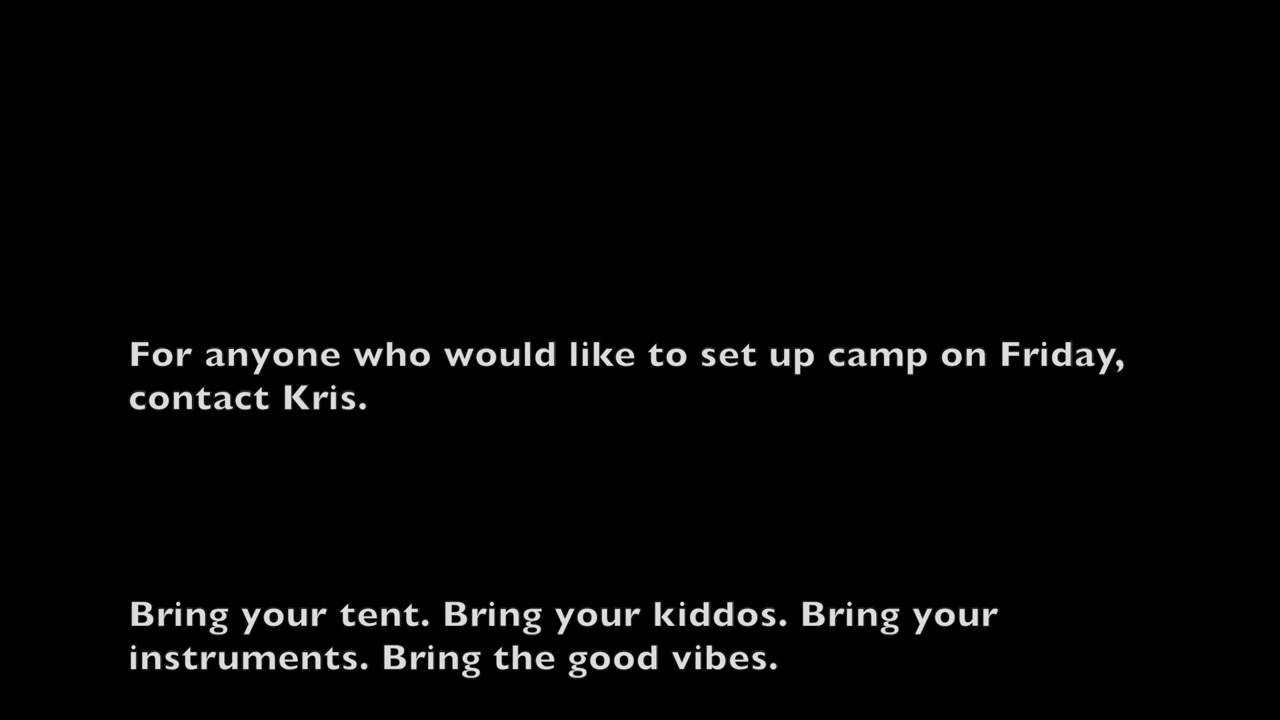 For anyone who would like to set up camp on Friday,
contact Kris.
Bring your tent. Bring your kiddos. Bring your
instruments. Bring the good vibes.